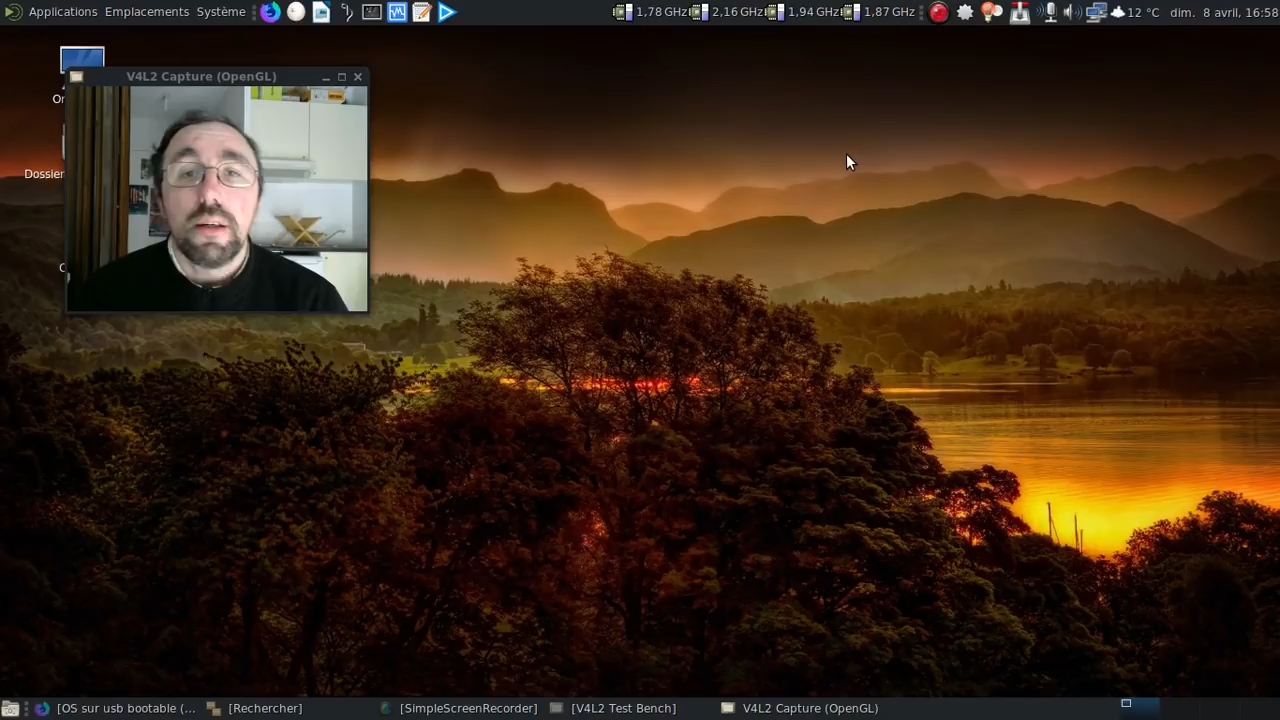 Applications Emplacements Système 1,78 GHz 2,16 GHz 1,94 GHz 1,87 GHz 12 °C dim. 8 avril, 16:58
V4L2 Capture (OpenGL)
Or
Dossier
[OS sur usb bootable (... [Rechercher] [SimpleScreenRecorder] [V4L2 Test Bench] V4L2 Capture (OpenGL)